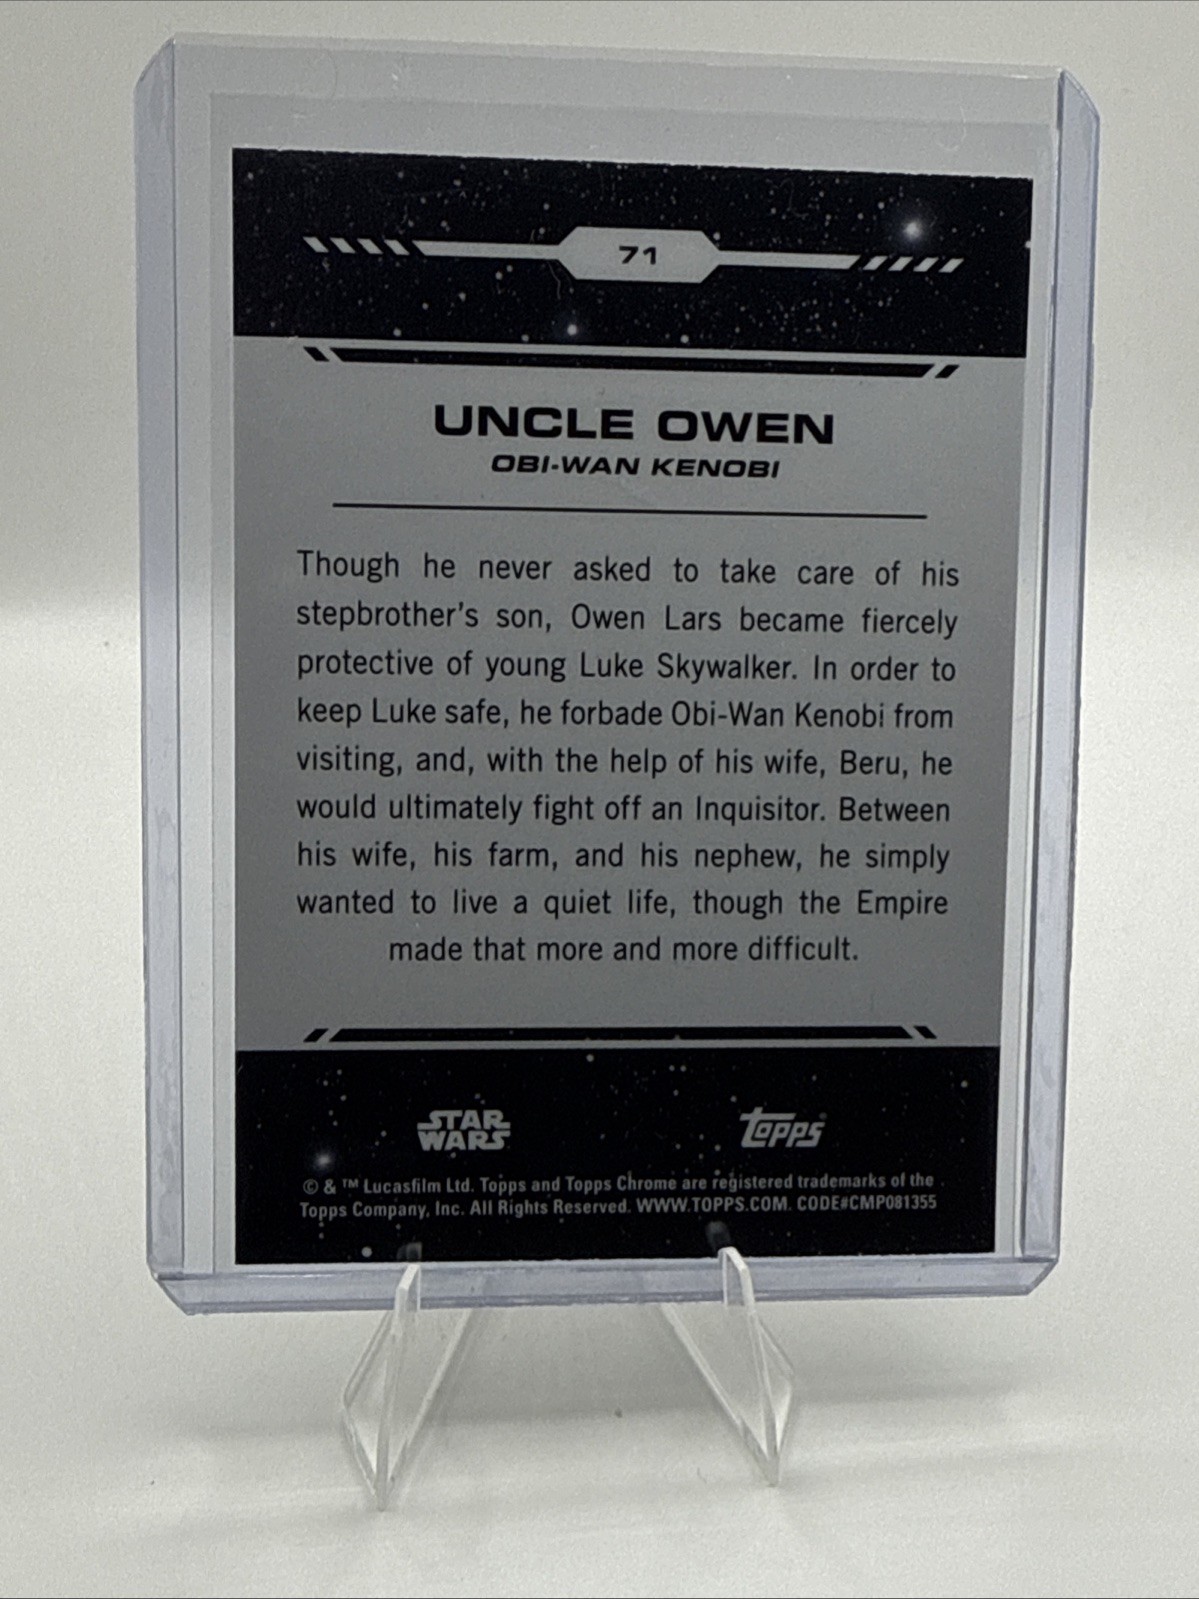 71
UNCLE OWEN
OBI-WAN KENOBI
Though he never asked to take care of his
stepbrother's son, Owen Lars became fiercely
protective of young Luke Skywalker. In order to
keep Luke safe, he forbade Obi-Wan Kenobi from
visiting, and, with the help of his wife, Beru, he
would ultimately fight off an Inquisitor. Between
his wife, his farm, and his nephew, he simply
wanted to live a quiet life, though the Empire
made that more and more difficult.
STAR
WARS
Topps
© & ™ Lucasfilm Ltd. Topps and Topps Chrome are registered trademarks of the
Topps Company, Inc. All Rights Reserved. WWW.TOPPS.COM. CODE#CMP081355